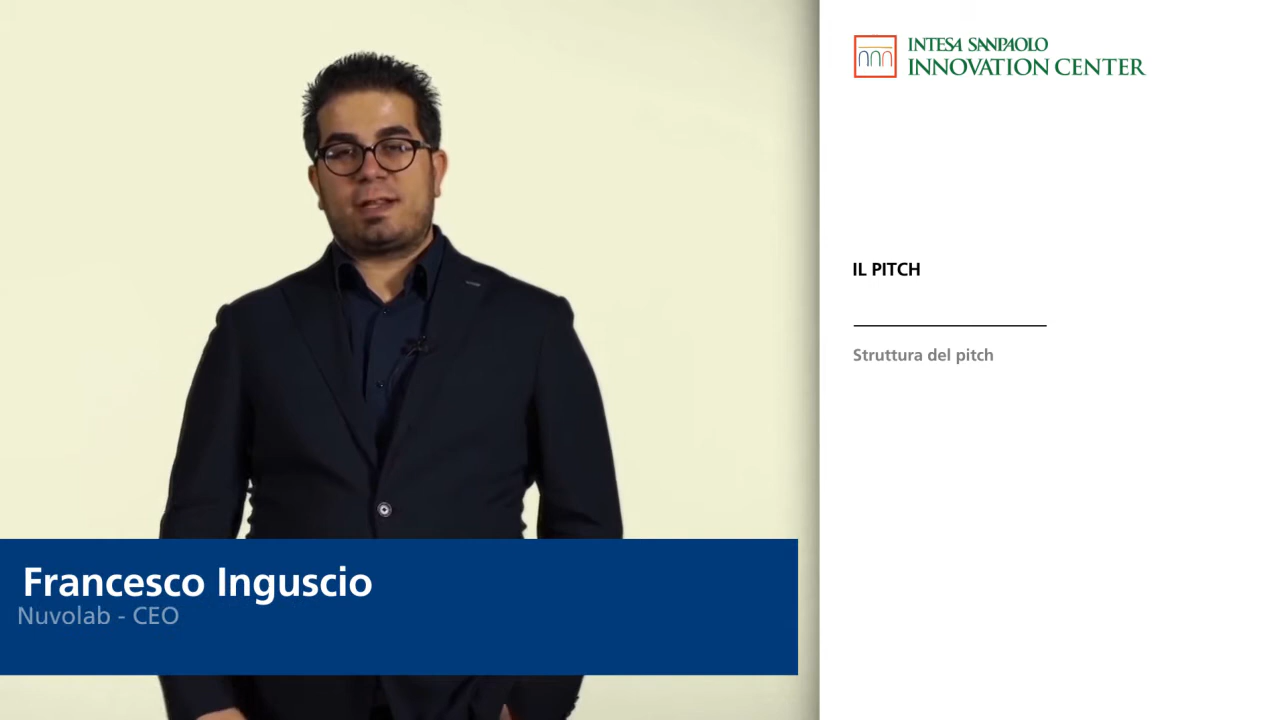 INTESA SANPAOLO
INNOVATION CENTER
IL PITCH
Struttura del pitch
Francesco Inguscio
Nuvolab - CEO